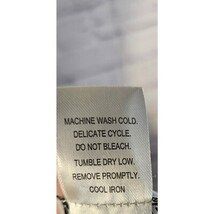 MACHINE WASH COLD.
DELICATE CYCLE.
DO NOT BLEACH.
TUMBLE DRY LOW.
REMOVE PROMPTLY.
COOL IRON